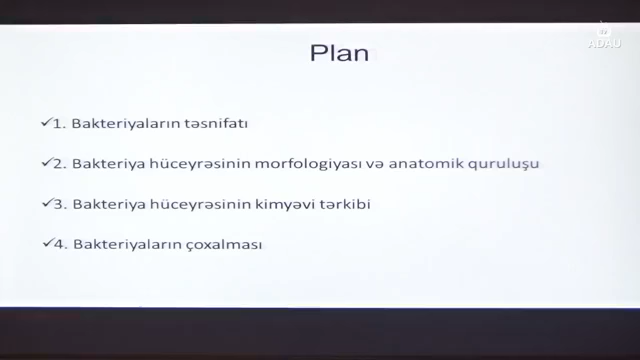 ADAU
Plan
✓1. Bakteriyaların təsnifatı
✓2. Bakteriya hüceyrəsinin morfologiyası və anatomik quruluşu
✓3. Bakteriya hüceyrəsinin kimyəvi tərkibi
✓4. Bakteriyaların çoxalması